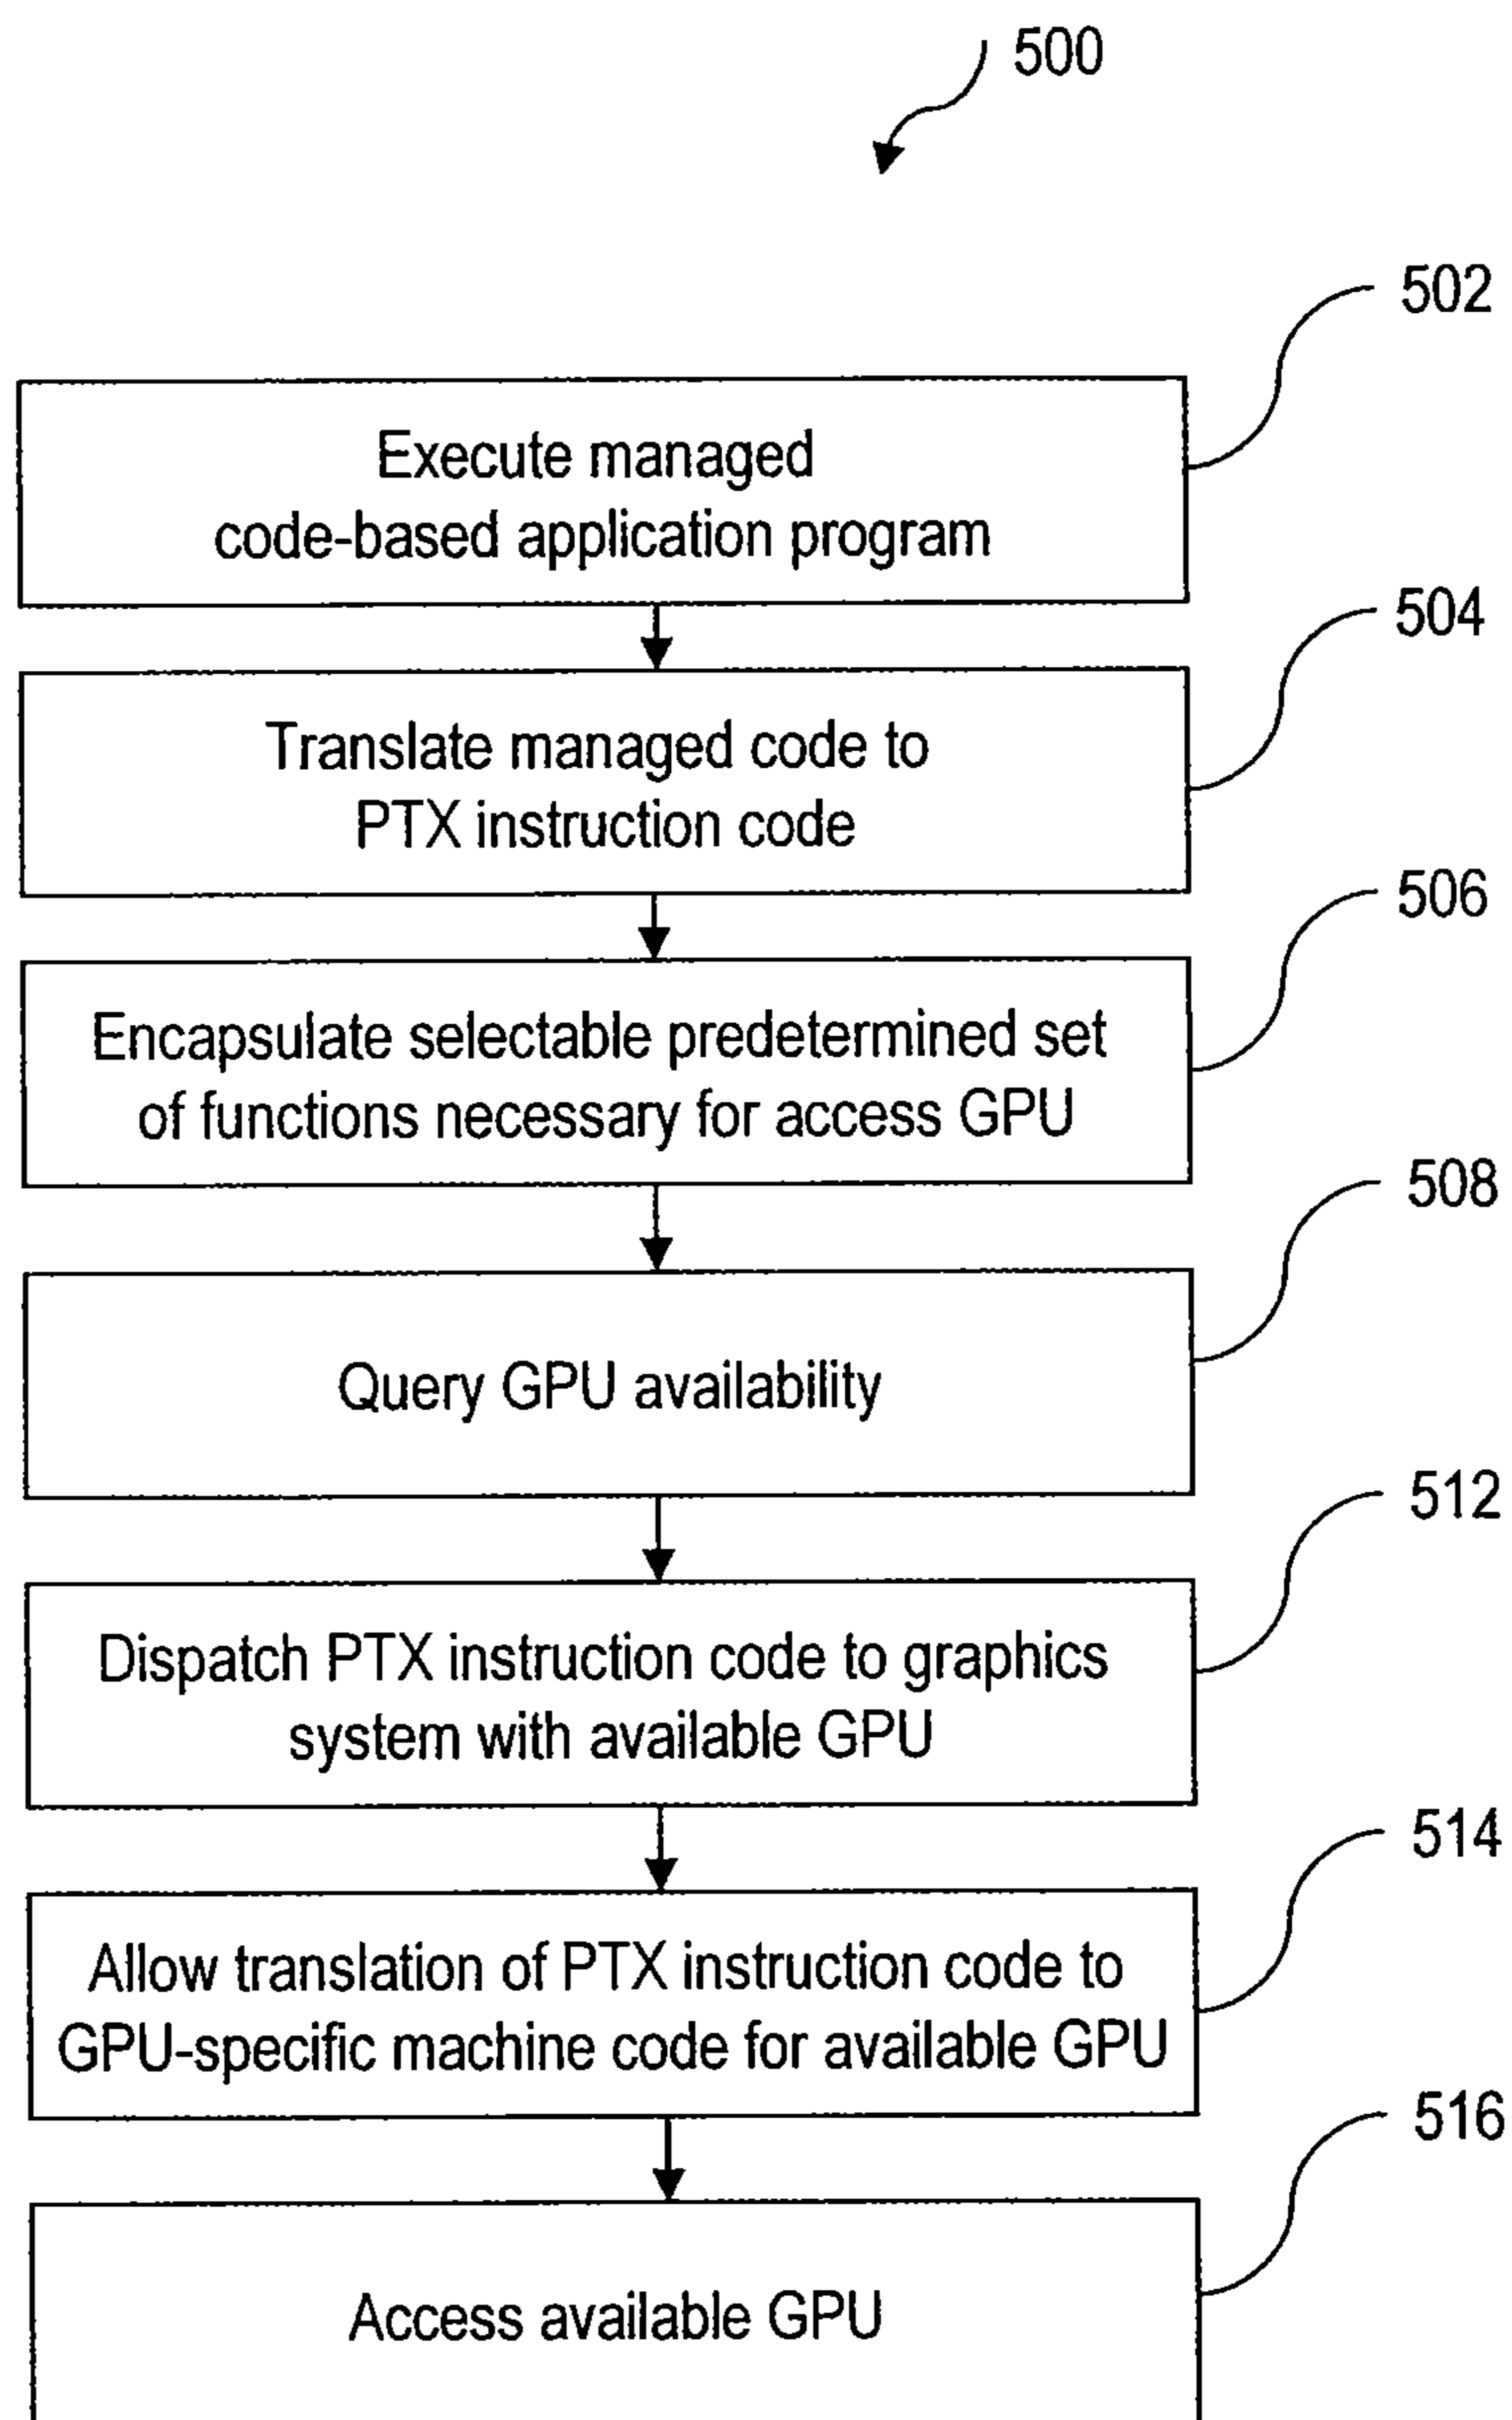 500
502
Execute managed
code-based application program
504
Translate managed code to
PTX instruction code
506
Encapsulate selectable predetermined set
of functions necessary for access GPU
508
Query GPU availability
512
Dispatch PTX instruction code to graphics
system with available GPU
514
Allow translation of PTX instruction code to
GPU-specific machine code for available GPU
516
Access available GPU